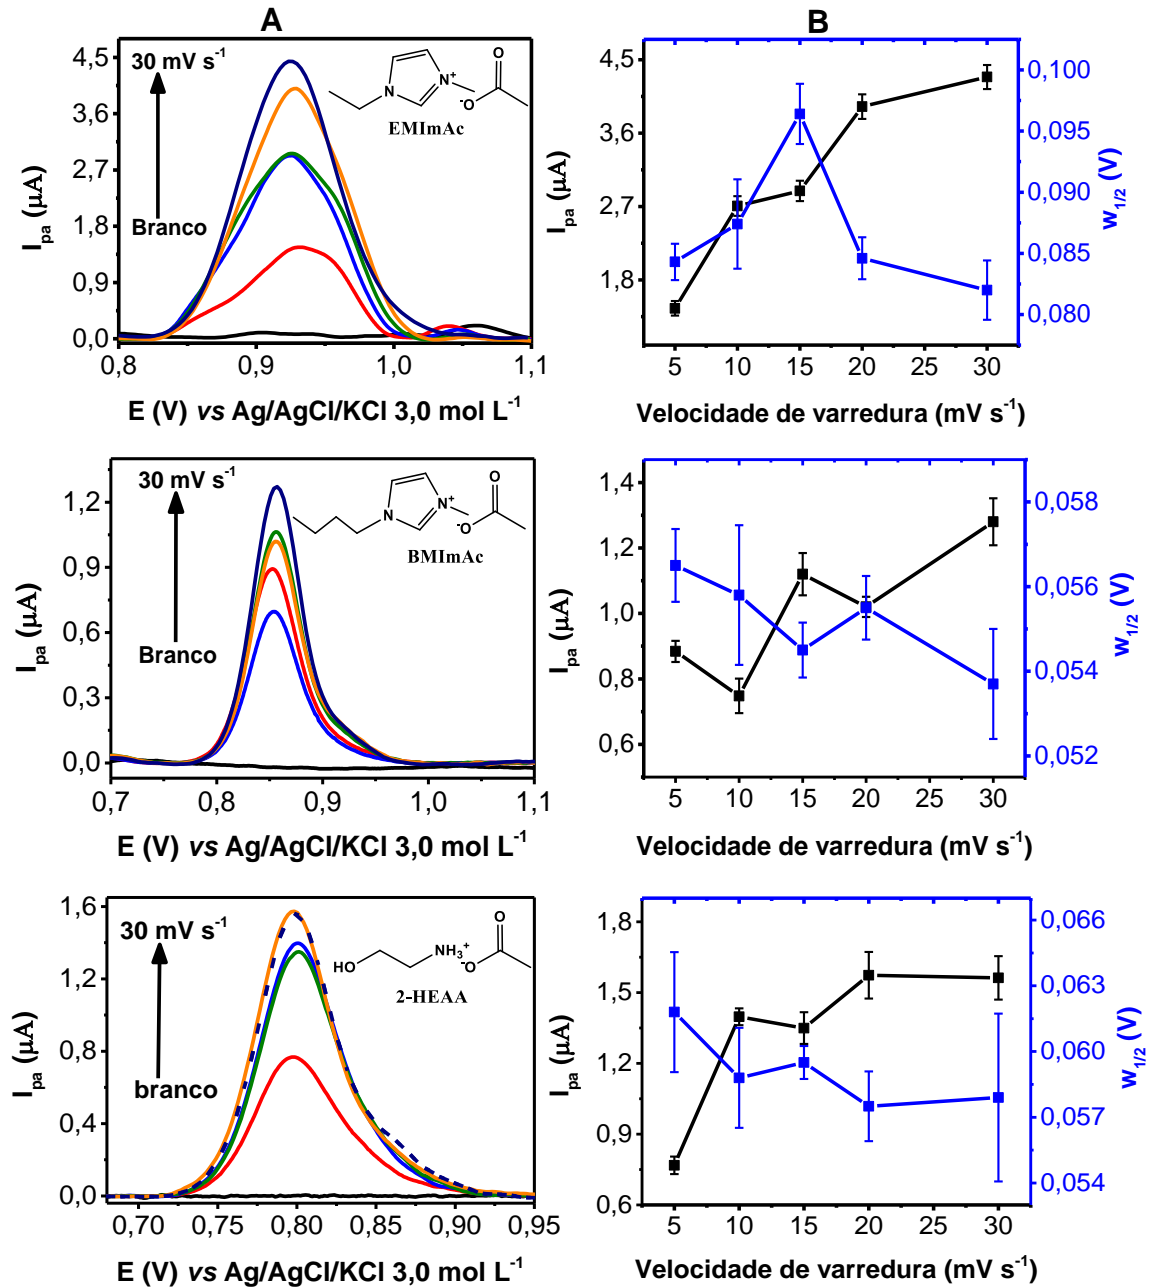 A
B
30 mV s⁻¹
Branco
EMImAc
N
N⁺
⁻O
O
4,5
3,6
2,7
1,8
0,9
0,0
I_pa (µA)
0,8 0,9 1,0 1,1
E (V) vs Ag/AgCl/KCl 3,0 mol L⁻¹
4,5
3,6
2,7
1,8
I_pa (µA)
0,100
0,095
0,090
0,085
0,080
w_1/2 (V)
5 10 15 20 25 30
Velocidade de varredura (mV s⁻¹)
30 mV s⁻¹
Branco
BMImAc
N
N⁺
⁻O
O
1,2
0,9
0,6
0,3
0,0
I_pa (µA)
0,7 0,8 0,9 1,0 1,1
E (V) vs Ag/AgCl/KCl 3,0 mol L⁻¹
1,4
1,2
1,0
0,8
0,6
I_pa (µA)
0,058
0,056
0,054
0,052
w_1/2 (V)
5 10 15 20 25 30
Velocidade de varredura (mV s⁻¹)
30 mV s⁻¹
branco
2-HEAA
HO
NH₃⁺
⁻O
O
1,6
1,2
0,8
0,4
0,0
I_pa (µA)
0,70 0,75 0,80 0,85 0,90 0,95
E (V) vs Ag/AgCl/KCl 3,0 mol L⁻¹
1,8
1,5
1,2
0,9
0,6
I_pa (µA)
0,066
0,063
0,060
0,057
0,054
w_1/2 (V)
5 10 15 20 25 30
Velocidade de varredura (mV s⁻¹)